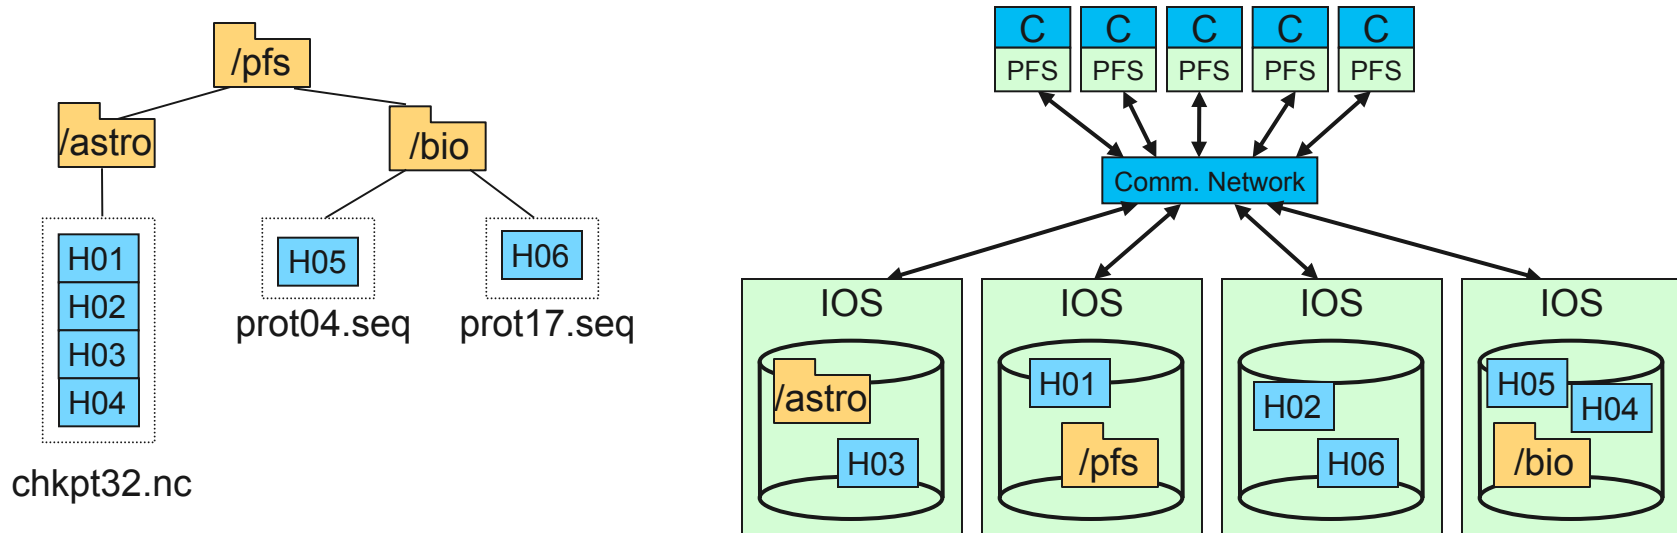 /pfs
/astro
/bio
H01
H02
H03
H04
H05
H06
prot04.seq
prot17.seq
chkpt32.nc
C C C C C
PFS PFS PFS PFS PFS
Comm. Network
IOS IOS IOS IOS
/astro
H03
H01
/pfs
H02
H06
H05
H04
/bio